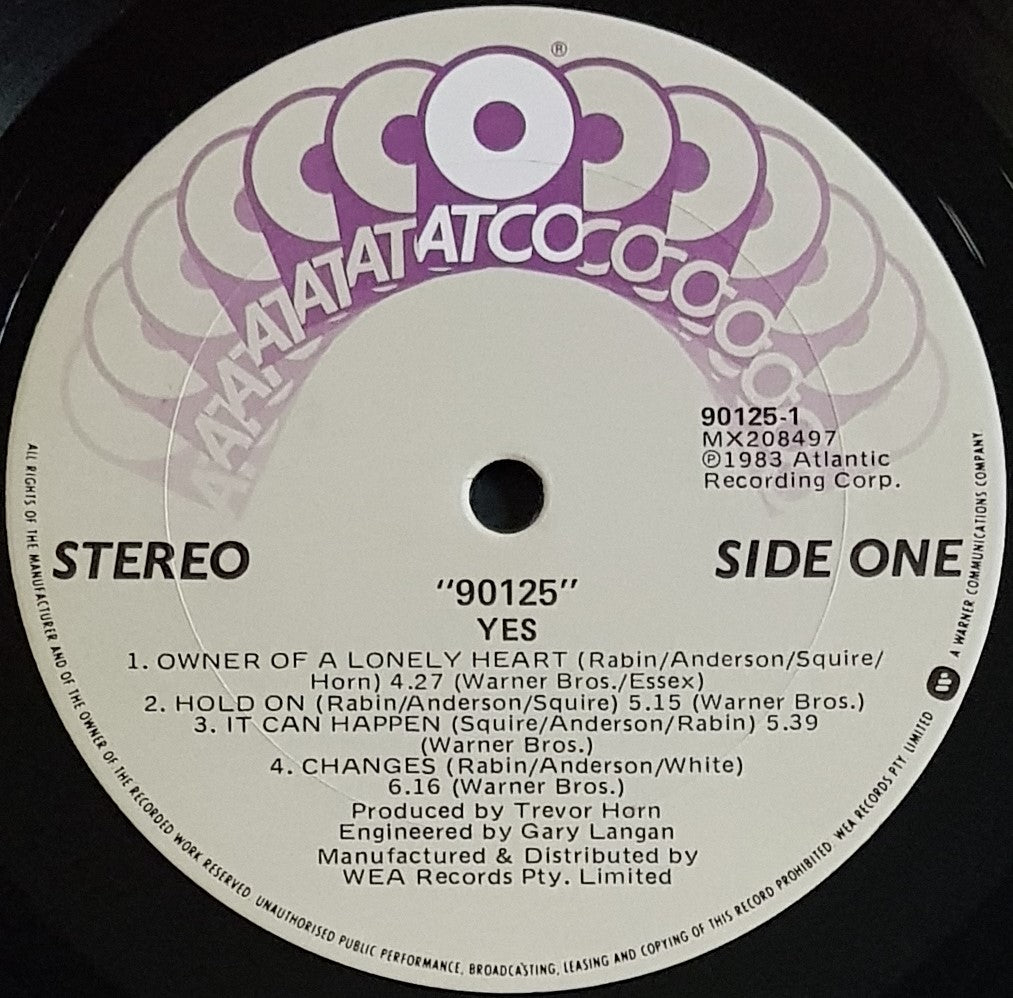 ®
ATATATATATATCOCOCOCOCOCO
90125-1
MX208497
Ⓟ1983 Atlantic
Recording Corp.
STEREO
SIDE ONE
"90125"
YES
1. OWNER OF A LONELY HEART (Rabin/Anderson/Squire/
Horn) 4.27 (Warner Bros./Essex)
2. HOLD ON (Rabin/Anderson/Squire) 5.15 (Warner Bros.)
3. IT CAN HAPPEN (Squire/Anderson/Rabin) 5.39
(Warner Bros.)
4. CHANGES (Rabin/Anderson/White)
6.16 (Warner Bros.)
Produced by Trevor Horn
Engineered by Gary Langan
Manufactured & Distributed by
WEA Records Pty. Limited
ALL RIGHTS OF THE MANUFACTURER AND OF THE OWNER OF THE RECORDED WORK RESERVED. UNAUTHORISED PUBLIC PERFORMANCE, BROADCASTING, LEASING AND COPYING OF THIS RECORD PROHIBITED. WEA RECORDS PTY. LIMITED A WARNER COMMUNICATIONS COMPANY.